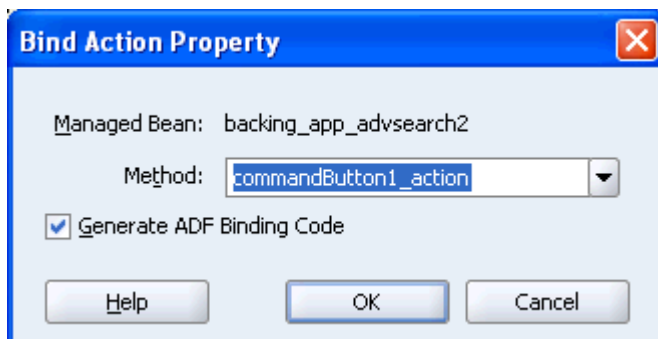 Bind Action Property
Managed Bean: backing_app_advsearch2
Method: commandButton1_action
Generate ADF Binding Code
Help OK Cancel